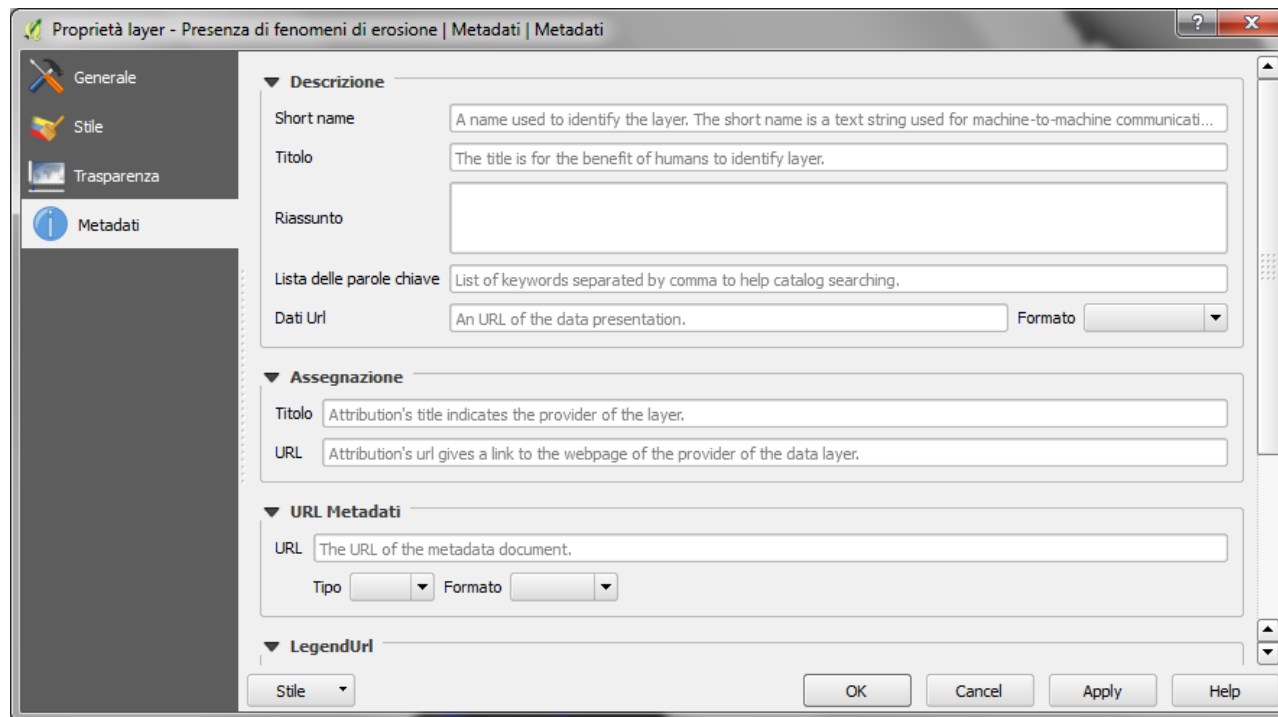 Proprietà layer - Presenza di fenomeni di erosione | Metadati | Metadati
?
X
Generale
Stile
Trasparenza
Metadati
Descrizione
Short name A name used to identify the layer. The short name is a text string used for machine-to-machine communicati...
Titolo The title is for the benefit of humans to identify layer.
Riassunto
Lista delle parole chiave List of keywords separated by comma to help catalog searching.
Dati Url An URL of the data presentation. Formato
Assegnazione
Titolo Attribution's title indicates the provider of the layer.
URL Attribution's url gives a link to the webpage of the provider of the data layer.
URL Metadati
URL The URL of the metadata document.
Tipo Formato
LegendUrl
Stile OK Cancel Apply Help